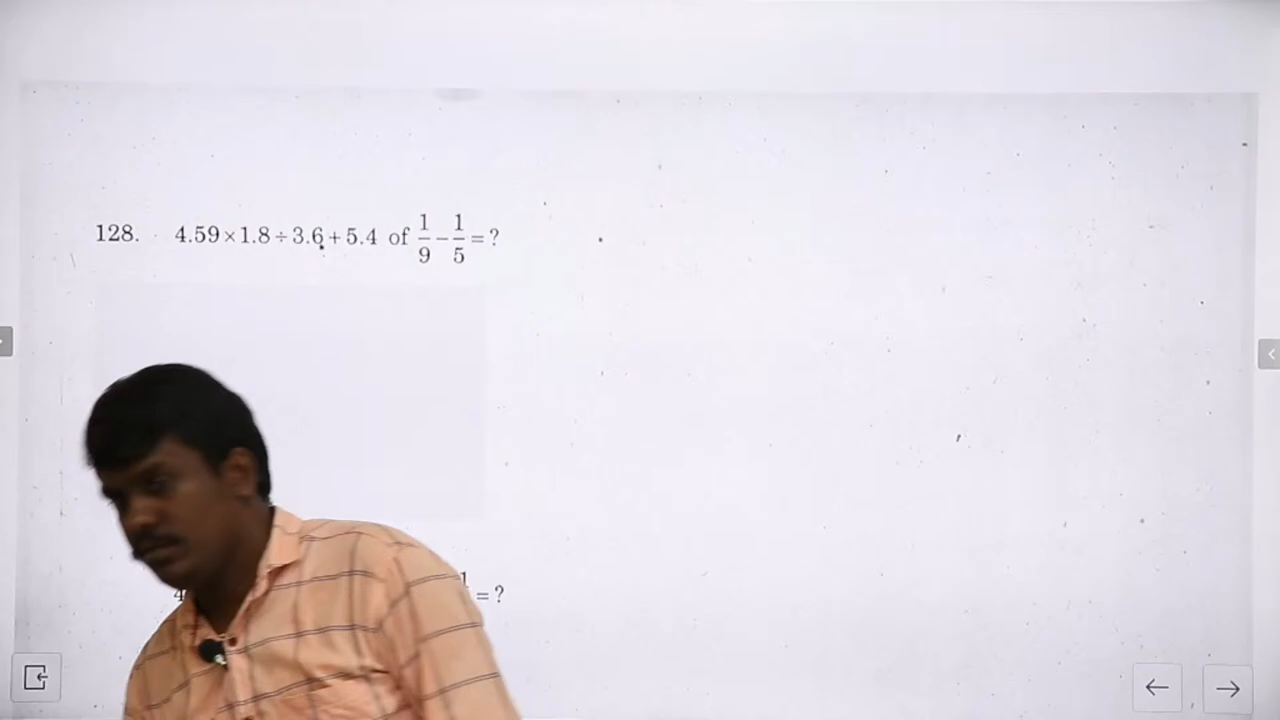 128. 4.59×1.8÷3.6+5.4 of 1/9 − 1/5 = ?
= ?